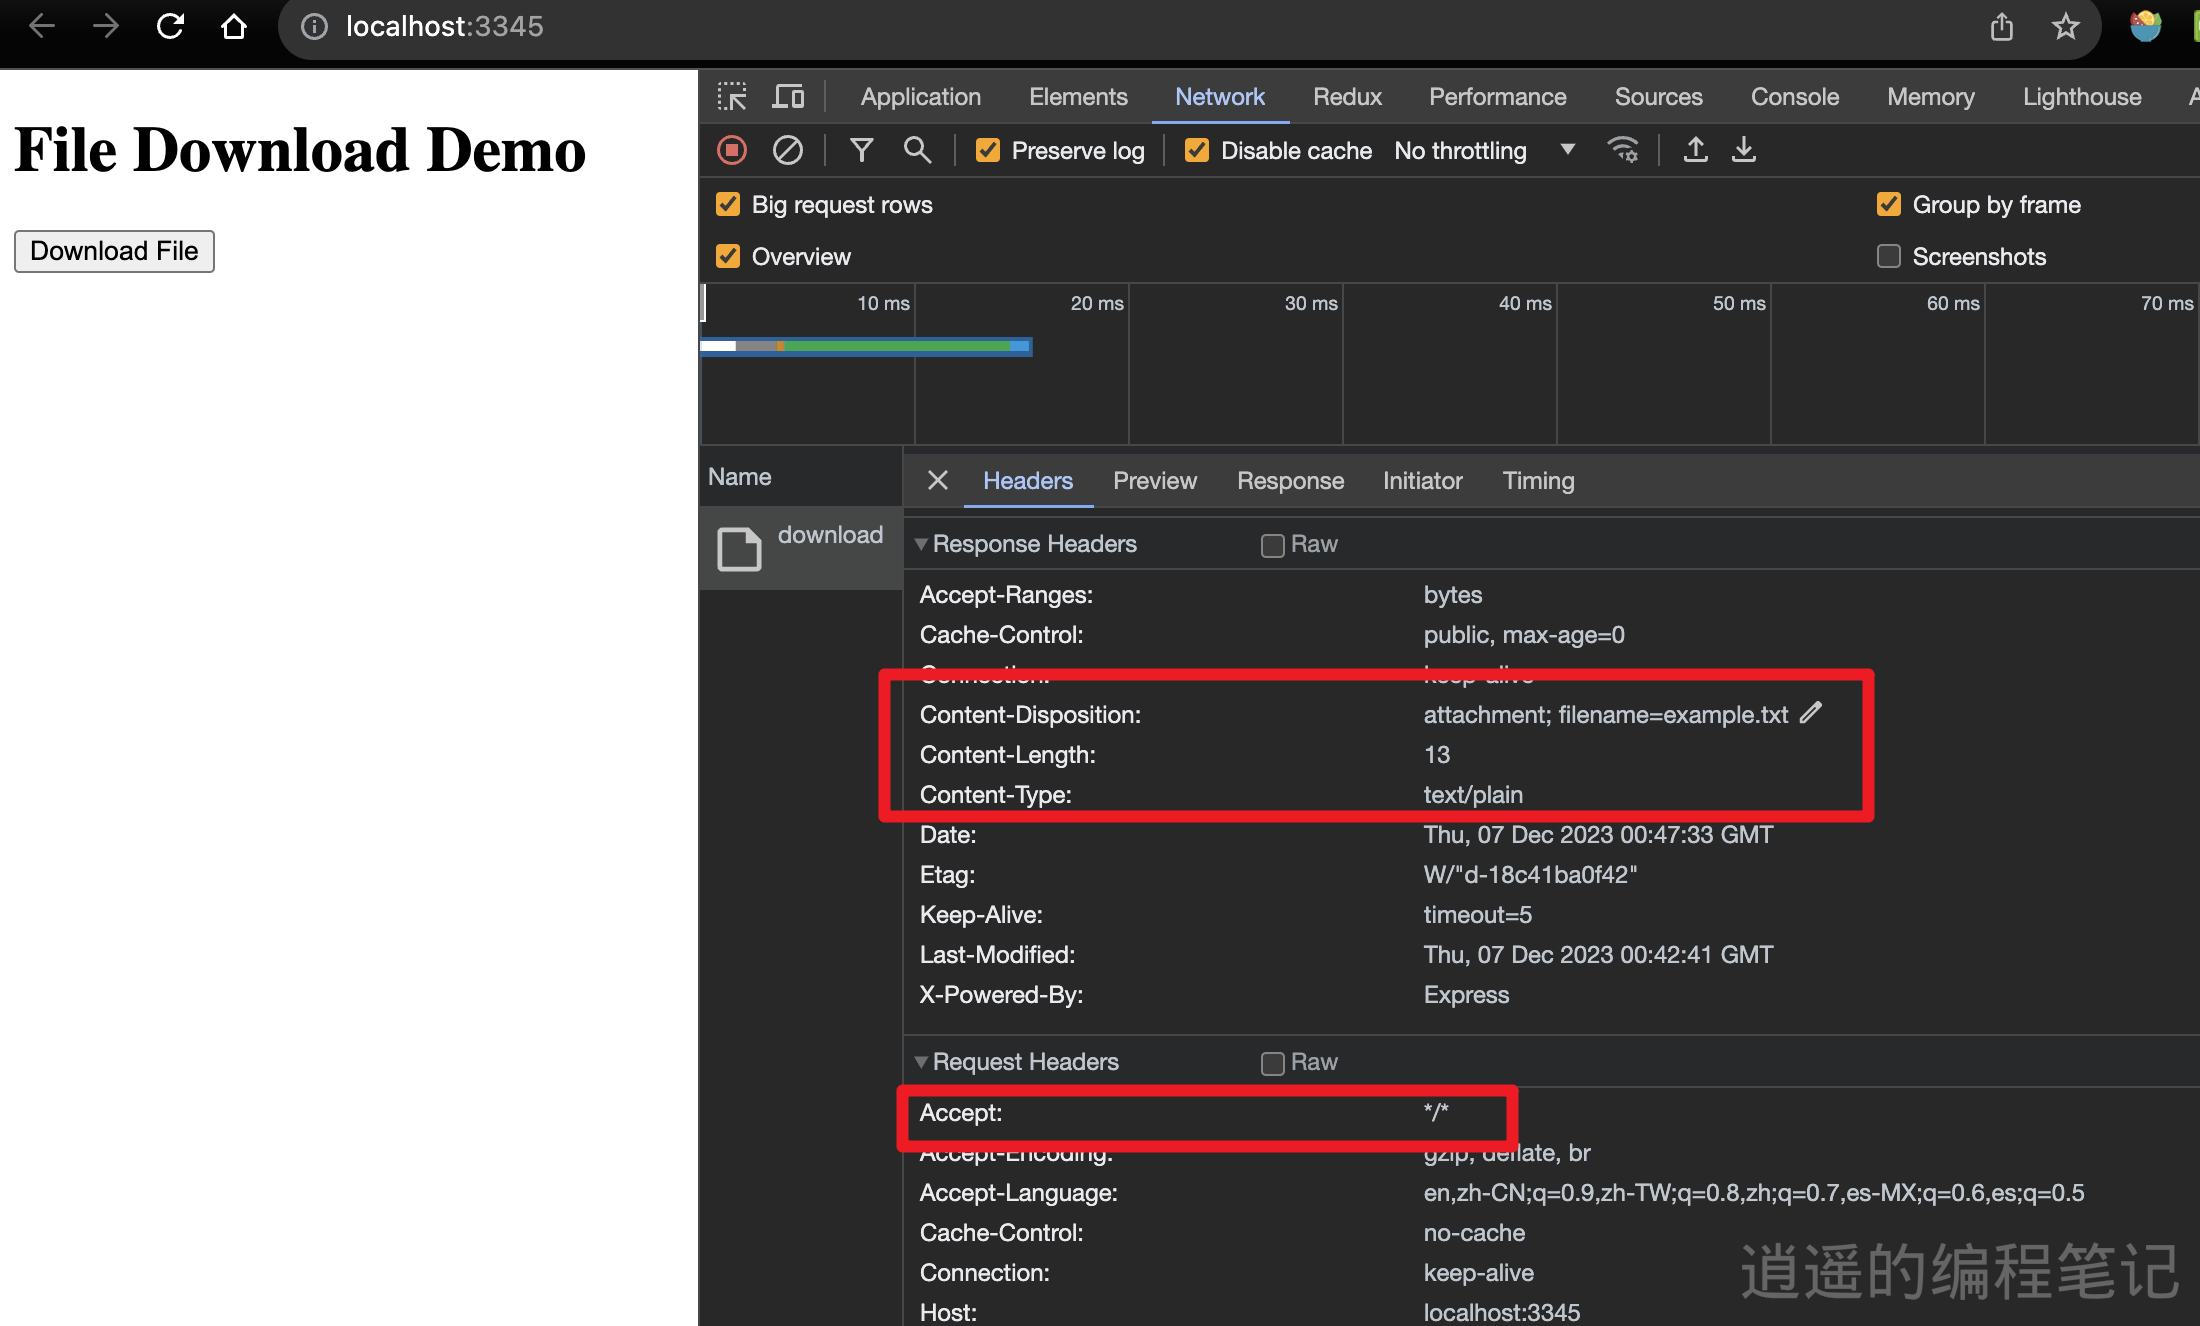 localhost:3345
File Download Demo
Download File
Application Elements Network Redux Performance Sources Console Memory Lighthouse
Preserve log Disable cache No throttling
Big request rows Group by frame
Overview Screenshots
10 ms 20 ms 30 ms 40 ms 50 ms 60 ms 70 ms
Name
download
Headers Preview Response Initiator Timing
Response Headers Raw
Accept-Ranges: bytes
Cache-Control: public, max-age=0
Connection: keep-alive
Content-Disposition: attachment; filename=example.txt
Content-Length: 13
Content-Type: text/plain
Date: Thu, 07 Dec 2023 00:47:33 GMT
Etag: W/"d-18c41ba0f42"
Keep-Alive: timeout=5
Last-Modified: Thu, 07 Dec 2023 00:42:41 GMT
X-Powered-By: Express
Request Headers Raw
Accept: */*
Accept-Encoding: gzip, deflate, br
Accept-Language: en,zh-CN;q=0.9,zh-TW;q=0.8,zh;q=0.7,es-MX;q=0.6,es;q=0.5
Cache-Control: no-cache
Connection: keep-alive
Host: localhost:3345
逍遥的编程笔记